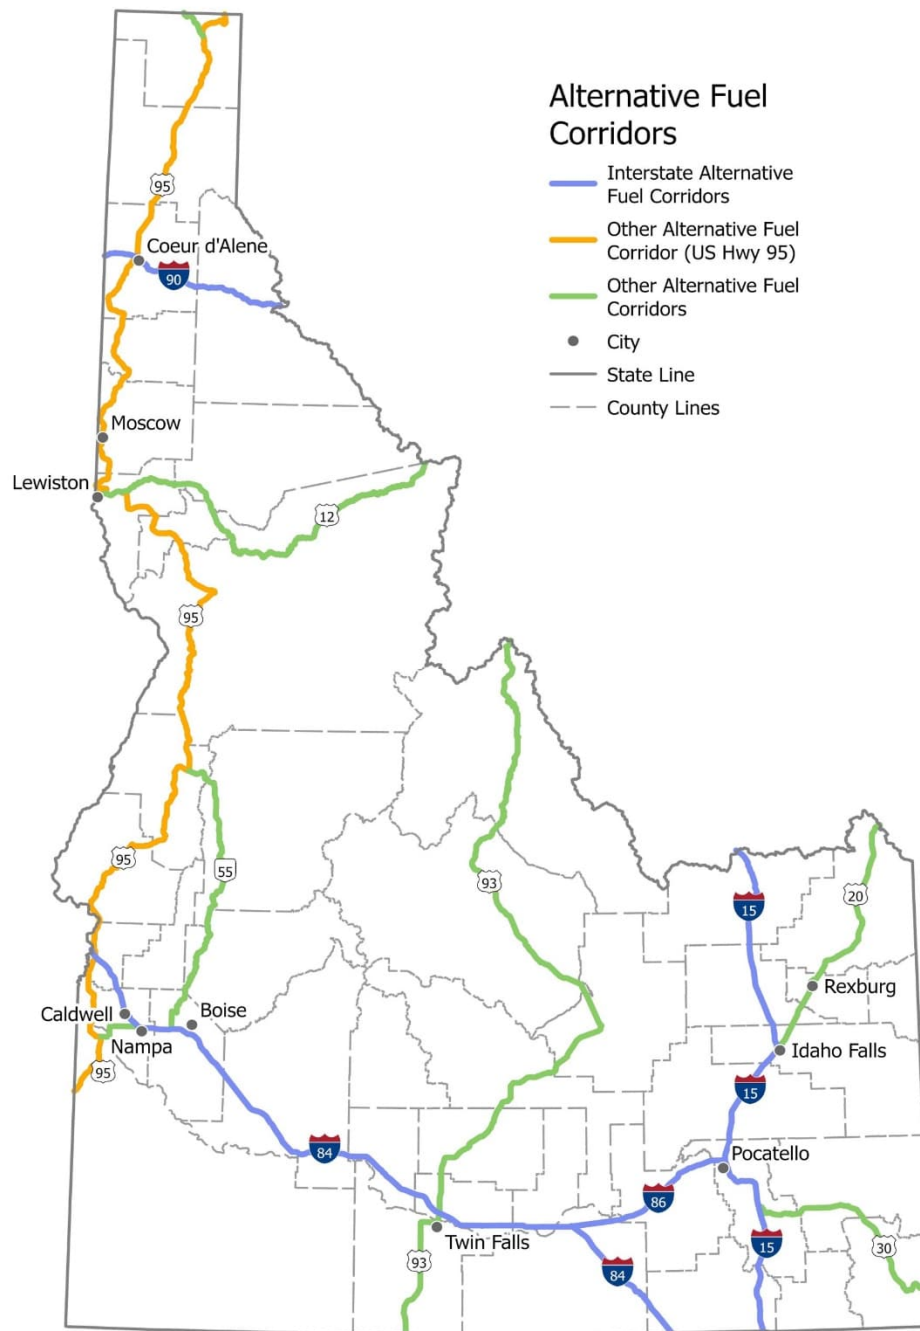 Alternative Fuel
Corridors
Interstate Alternative
Fuel Corridors
Other Alternative Fuel
Corridor (US Hwy 95)
Other Alternative Fuel
Corridors
City
State Line
County Lines
95
Coeur d'Alene
90
Moscow
Lewiston
12
95
95
55
93
15
20
Rexburg
Caldwell
Boise
Nampa
95
Idaho Falls
15
84
Pocatello
86
Twin Falls
93
84
15
30